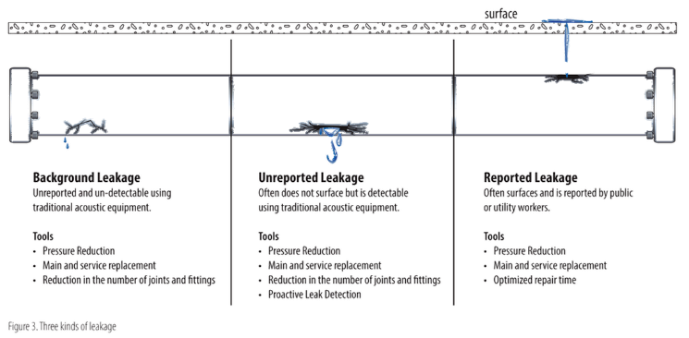 surface
Background Leakage
Unreported and un-detectable using
traditional acoustic equipment.
Tools
• Pressure Reduction
• Main and service replacement
• Reduction in the number of joints and fittings
Unreported Leakage
Often does not surface but is detectable
using traditional acoustic equipment.
Tools
• Pressure Reduction
• Main and service replacement
• Reduction in the number of joints and fittings
• Proactive Leak Detection
Reported Leakage
Often surfaces and is reported by public
or utility workers.
Tools
• Pressure Reduction
• Main and service replacement
• Optimized repair time
Figure 3. Three kinds of leakage